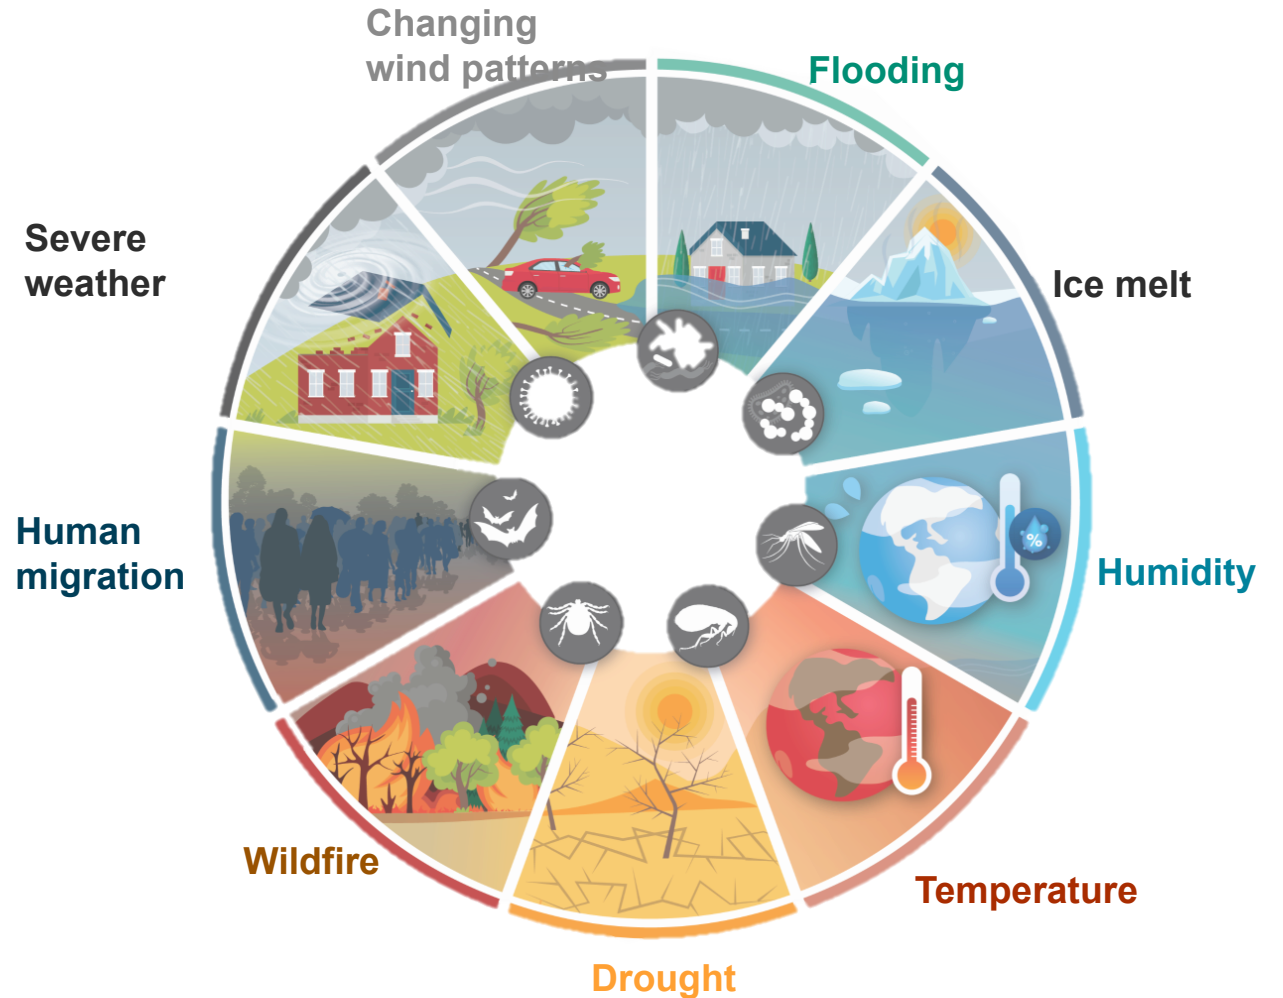 Changing
wind patterns
Flooding
Severe
weather
Ice melt
Human
migration
%
Humidity
Wildfire
Temperature
Drought